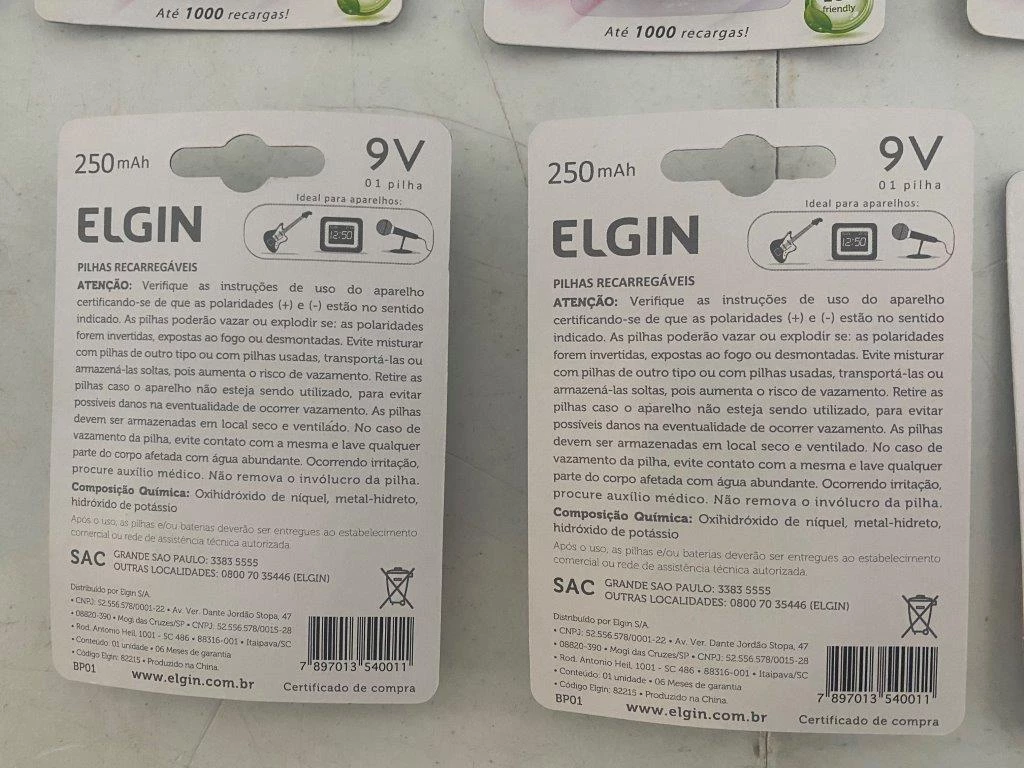 Até 1000 recargas!
Até 1000 recargas!
friendly
250mAh
9V
01 pilha
ELGIN
Ideal para aparelhos:
12:50
PILHAS RECARREGÁVEIS
ATENÇÃO: Verifique as instruções de uso do aparelho
certificando-se de que as polaridades (+) e (-) estão no sentido
indicado. As pilhas poderão vazar ou explodir se: as polaridades
forem invertidas, expostas ao fogo ou desmontadas. Evite misturar
com pilhas de outro tipo ou com pilhas usadas, transportá-las ou
armazená-las soltas, pois aumenta o risco de vazamento. Retire as
pilhas caso o aparelho não esteja sendo utilizado, para evitar
possíveis danos na eventualidade de ocorrer vazamento. As pilhas
devem ser armazenadas em local seco e ventilado. No caso de
vazamento da pilha, evite contato com a mesma e lave qualquer
parte do corpo afetada com água abundante. Ocorrendo irritação,
procure auxílio médico. Não remova o invólucro da pilha.
Composição Química: Oxihidróxido de níquel, metal-hidreto,
hidróxido de potássio
Após o uso, as pilhas e/ou baterias deverão ser entregues ao estabelecimento
comercial ou rede de assistência técnica autorizada.
SAC GRANDE SAO PAULO: 3383 5555
OUTRAS LOCALIDADES: 0800 70 35446 (ELGIN)
Distribuído por Elgin S/A.
• CNPJ: 52.556.578/0001-22 • Av. Ver. Dante Jordão Stopa, 47
• 08820-390 • Mogi das Cruzes/SP • CNPJ: 52.556.578/0015-28
• Rod. Antonio Heil, 1001 - SC 486 • 88316-001 • Itaipava/SC
• Conteúdo: 01 unidade • 06 Meses de garantia
• Código Elgin: 82215 • Produzido na China.
BP01
www.elgin.com.br
7 897013 540011
Certificado de compra
250mAh
9V
01 pilha
ELGIN
Ideal para aparelhos:
12:50
PILHAS RECARREGÁVEIS
ATENÇÃO: Verifique as instruções de uso do aparelho
certificando-se de que as polaridades (+) e (-) estão no sentido
indicado. As pilhas poderão vazar ou explodir se: as polaridades
forem invertidas, expostas ao fogo ou desmontadas. Evite misturar
com pilhas de outro tipo ou com pilhas usadas, transportá-las ou
armazená-las soltas, pois aumenta o risco de vazamento. Retire as
pilhas caso o aparelho não esteja sendo utilizado, para evitar
possíveis danos na eventualidade de ocorrer vazamento. As pilhas
devem ser armazenadas em local seco e ventilado. No caso de
vazamento da pilha, evite contato com a mesma e lave qualquer
parte do corpo afetada com água abundante. Ocorrendo irritação,
procure auxílio médico. Não remova o invólucro da pilha.
Composição Química: Oxihidróxido de níquel, metal-hidreto,
hidróxido de potássio
Após o uso, as pilhas e/ou baterias deverão ser entregues ao estabelecimento
comercial ou rede de assistência técnica autorizada.
SAC GRANDE SAO PAULO: 3383 5555
OUTRAS LOCALIDADES: 0800 70 35446 (ELGIN)
Distribuído por Elgin S/A.
• CNPJ: 52.556.578/0001-22 • Av. Ver. Dante Jordão Stopa, 47
• 08820-390 • Mogi das Cruzes/SP • CNPJ: 52.556.578/0015-28
• Rod. Antonio Heil, 1001 - SC 486 • 88316-001 • Itaipava/SC
• Conteúdo: 01 unidade • 06 Meses de garantia
• Código Elgin: 82215 • Produzido na China.
BP01
www.elgin.com.br
7 897013 540011
Certificado de compra